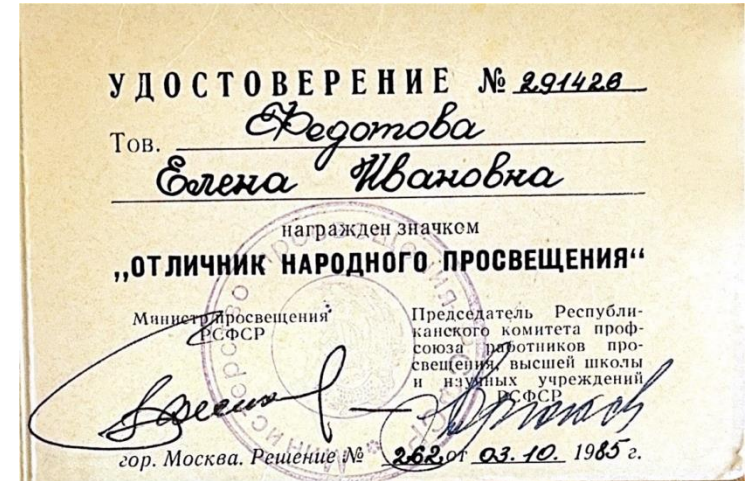 УДОСТОВЕРЕНИЕ № 291426
Тов. Федотова
Елена Ивановна
награжден значком
„ОТЛИЧНИК НАРОДНОГО ПРОСВЕЩЕНИЯ“
Министр просвещения
РСФСР
Председатель Республи-
канского комитета проф-
союза работников про-
свещения, высшей школы
и научных учреждений
РСФСР
гор. Москва. Решение № 262 от 03. 10. 1985 г.